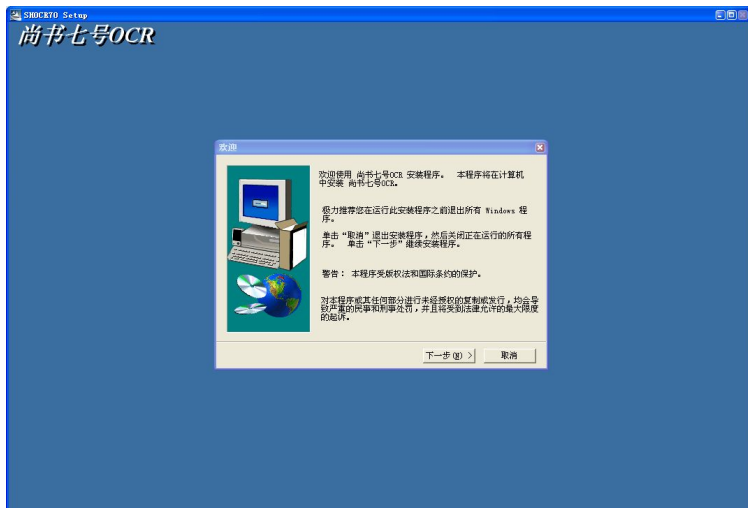 SHOCR70 Setup
尚书七号OCR
欢迎
欢迎使用 尚书七号OCR 安装程序。 本程序将在计算机
中安装 尚书七号OCR。
极力推荐您在运行此安装程序之前退出所有 Windows 程
序。
单击“取消”退出安装程序，然后关闭正在运行的所有程
序。 单击“下一步”继续安装程序。
警告： 本程序受版权法和国际条约的保护。
对本程序或其任何部分进行未经授权的复制或发行，均会导
致严重的民事和刑事处罚，并且将受到法律允许的最大限度
的起诉。
下一步(N) >
取消